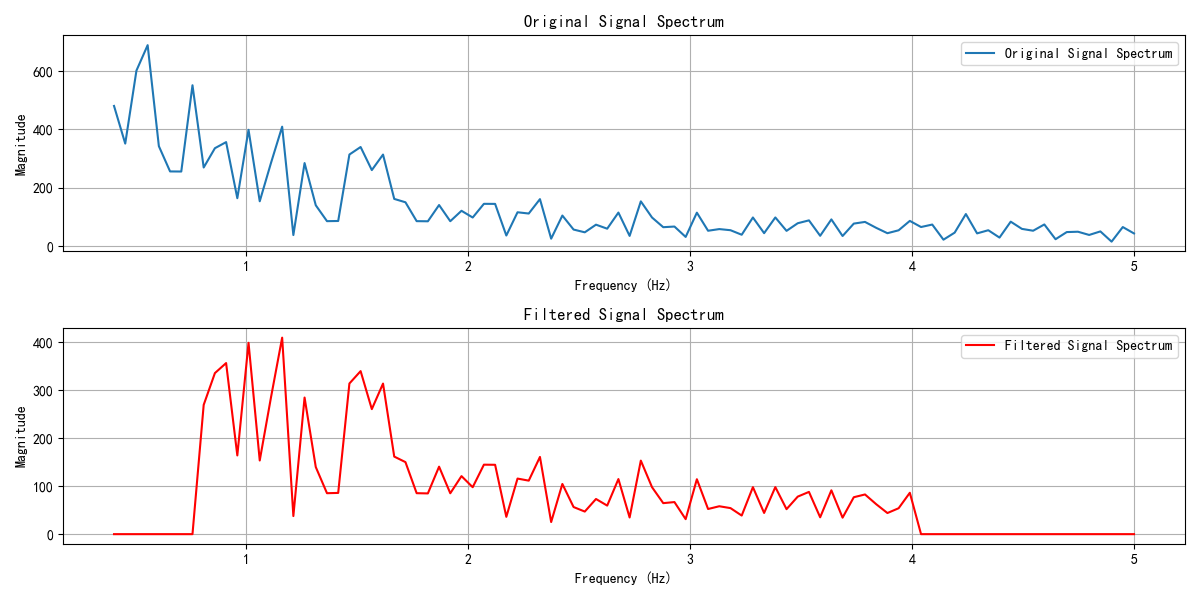 Original Signal Spectrum
Original Signal Spectrum
Magnitude
600
400
200
0
1 2 3 4 5
Frequency (Hz)
Filtered Signal Spectrum
Filtered Signal Spectrum
Magnitude
400
300
200
100
0
1 2 3 4 5
Frequency (Hz)